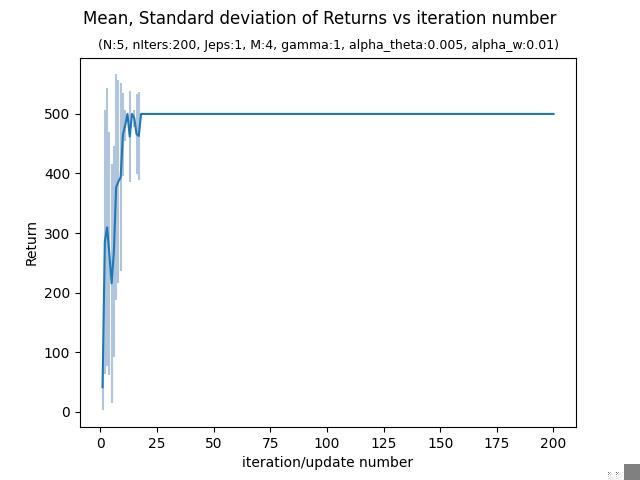 Mean, Standard deviation of Returns vs iteration number
(N:5, nIters:200, Jeps:1, M:4, gamma:1, alpha_theta:0.005, alpha_w:0.01)
500
400
300
200
100
0
Return
0 25 50 75 100 125 150 175 200
iteration/update number